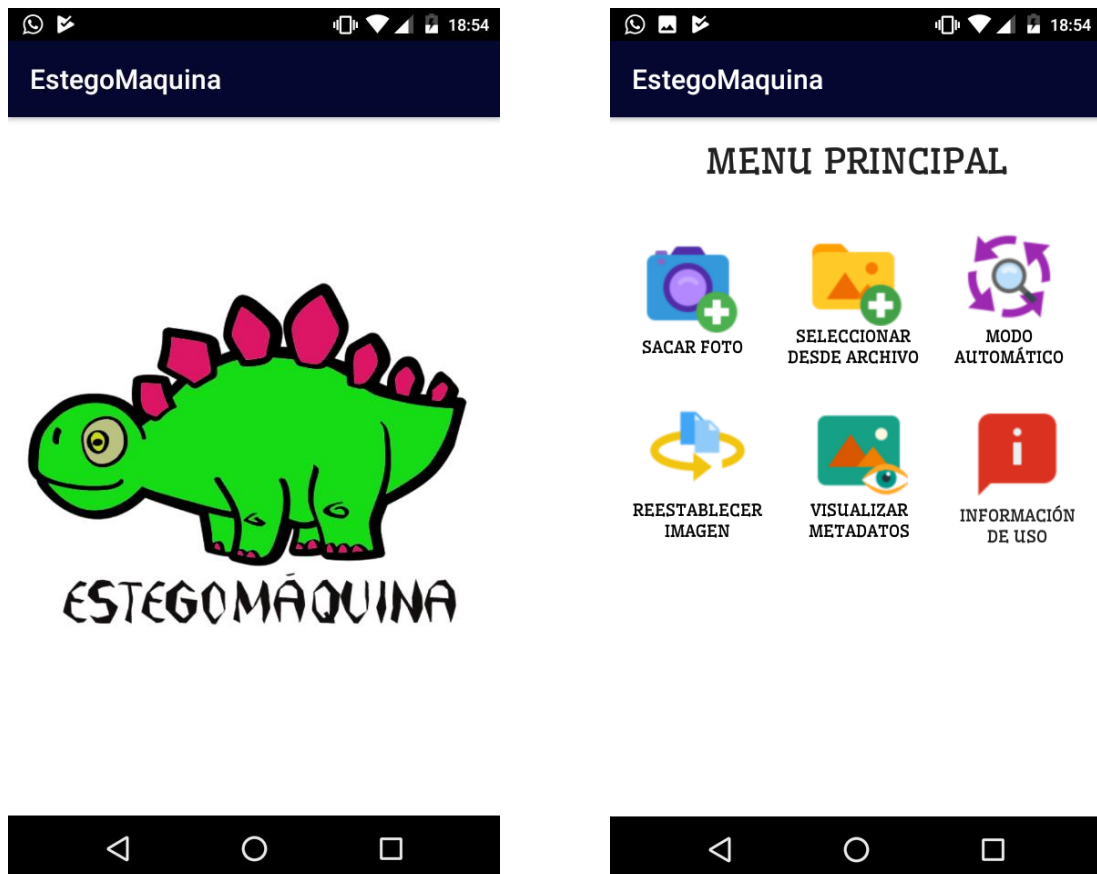 18:54
EstegoMaquina
ESTEGOMÁQUINA
18:54
EstegoMaquina
MENU PRINCIPAL
SACAR FOTO
SELECCIONAR
DESDE ARCHIVO
MODO
AUTOMÁTICO
REESTABLECER
IMAGEN
VISUALIZAR
METADATOS
INFORMACIÓN
DE USO